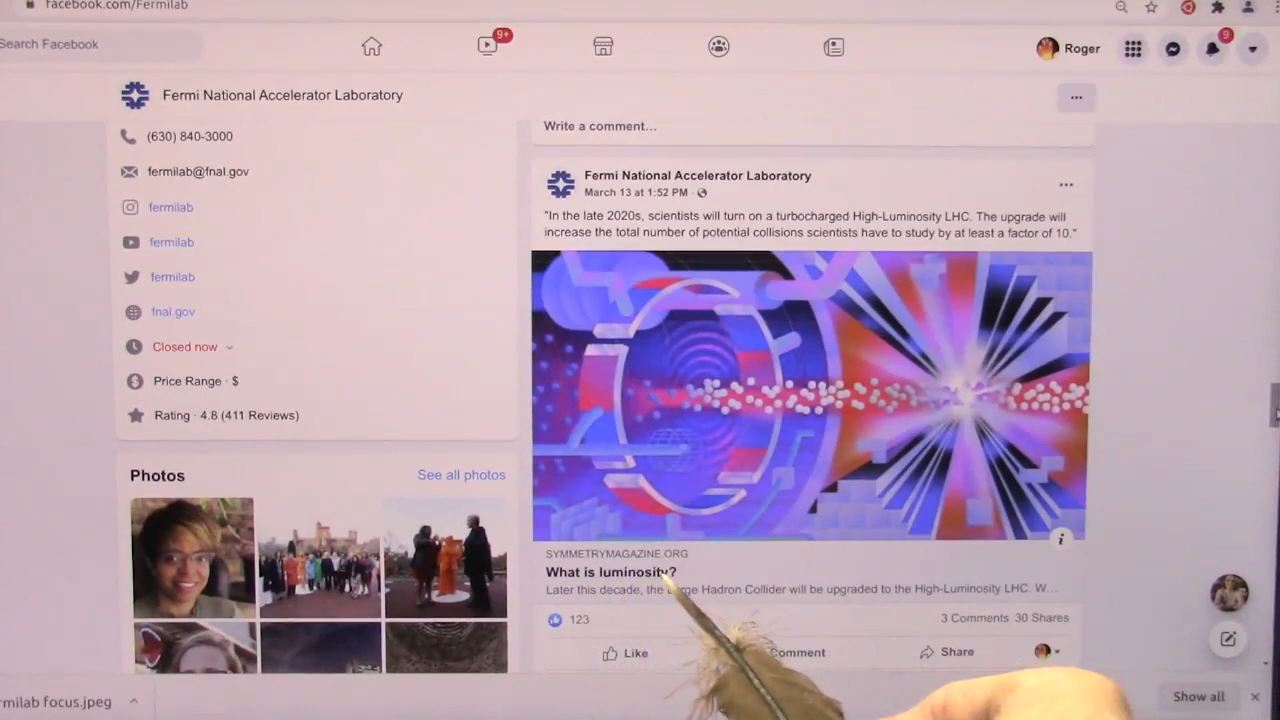 facebook.com/Fermilab
Search Facebook
9+
Roger
9
Fermi National Accelerator Laboratory
(630) 840-3000
fermilab@fnal.gov
fermilab
fermilab
fermilab
fnal.gov
Closed now
Price Range · $
Rating · 4.8 (411 Reviews)
Photos
See all photos
Write a comment...
Fermi National Accelerator Laboratory
March 13 at 1:52 PM ·
"In the late 2020s, scientists will turn on a turbocharged High-Luminosity LHC. The upgrade will
increase the total number of potential collisions scientists have to study by at least a factor of 10."
SYMMETRYMAGAZINE.ORG
What is luminosity?
Later this decade, the Large Hadron Collider will be upgraded to the High-Luminosity LHC. W...
123
3 Comments 30 Shares
Like
Comment
Share
rmilab focus.jpeg
Show all